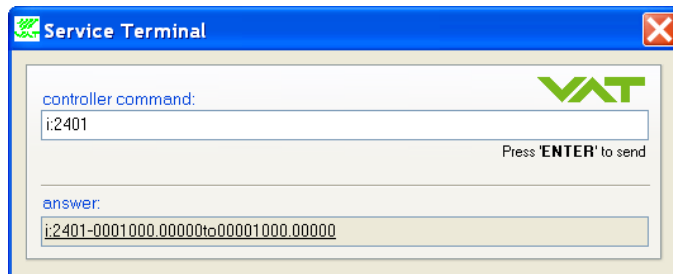 Service Terminal
VAT
controller command:
i:2401
Press 'ENTER' to send
answer:
i:2401-0001000.00000to00001000.00000